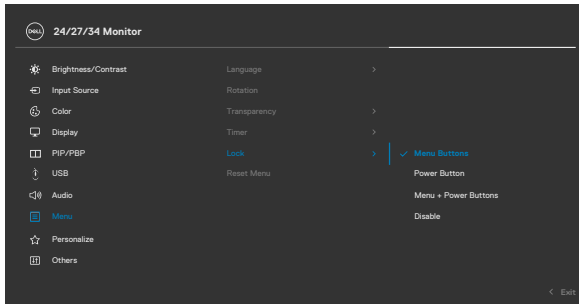 DELL 24/27/34 Monitor
Brightness/Contrast Language >
Input Source Rotation
Color Transparency >
Display Timer >
PIP/PBP Lock > ✓ Menu Buttons
USB Reset Menu Power Button
Audio Menu + Power Buttons
Menu Disable
Personalize
Others
< Exit